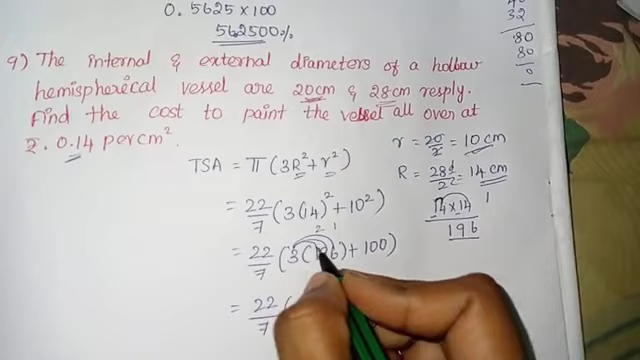 0.5625 x 100
562500%
32
80
80
0
9) The internal & external diameters of a hollow
hemispherical vessel are 20cm & 28cm resply.
Find the cost to paint the vessel all over at
₹. 0.14 per cm²
r = 20/2 = 10 cm
TSA = π (3R² + r²)
R = 28/2 = 14 cm
= 22/7 (3(14)² + 10²)
14 x 14
196
= 22/7 (3(196) + 100)
= 22/7 (